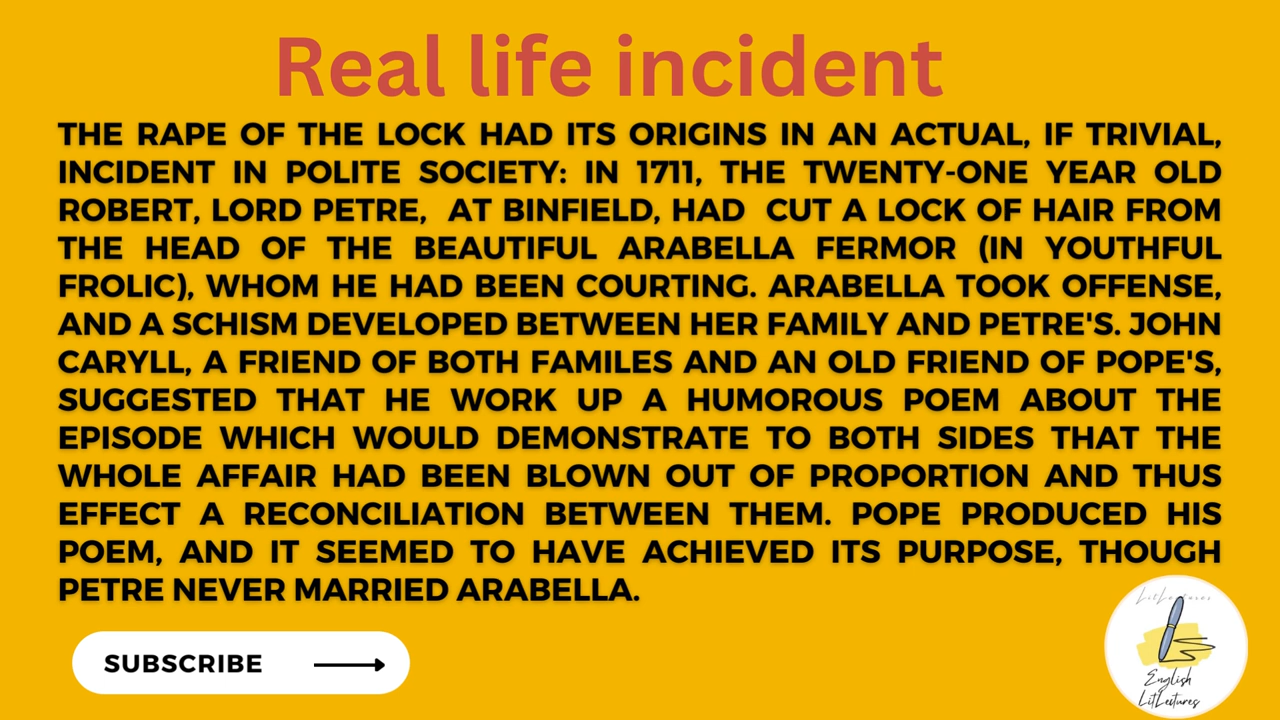 Real life incident
THE RAPE OF THE LOCK HAD ITS ORIGINS IN AN ACTUAL, IF TRIVIAL,
INCIDENT IN POLITE SOCIETY: IN 1711, THE TWENTY-ONE YEAR OLD
ROBERT, LORD PETRE, AT BINFIELD, HAD CUT A LOCK OF HAIR FROM
THE HEAD OF THE BEAUTIFUL ARABELLA FERMOR (IN YOUTHFUL
FROLIC), WHOM HE HAD BEEN COURTING. ARABELLA TOOK OFFENSE,
AND A SCHISM DEVELOPED BETWEEN HER FAMILY AND PETRE'S. JOHN
CARYLL, A FRIEND OF BOTH FAMILES AND AN OLD FRIEND OF POPE'S,
SUGGESTED THAT HE WORK UP A HUMOROUS POEM ABOUT THE
EPISODE WHICH WOULD DEMONSTRATE TO BOTH SIDES THAT THE
WHOLE AFFAIR HAD BEEN BLOWN OUT OF PROPORTION AND THUS
EFFECT A RECONCILIATION BETWEEN THEM. POPE PRODUCED HIS
POEM, AND IT SEEMED TO HAVE ACHIEVED ITS PURPOSE, THOUGH
PETRE NEVER MARRIED ARABELLA.
SUBSCRIBE
English